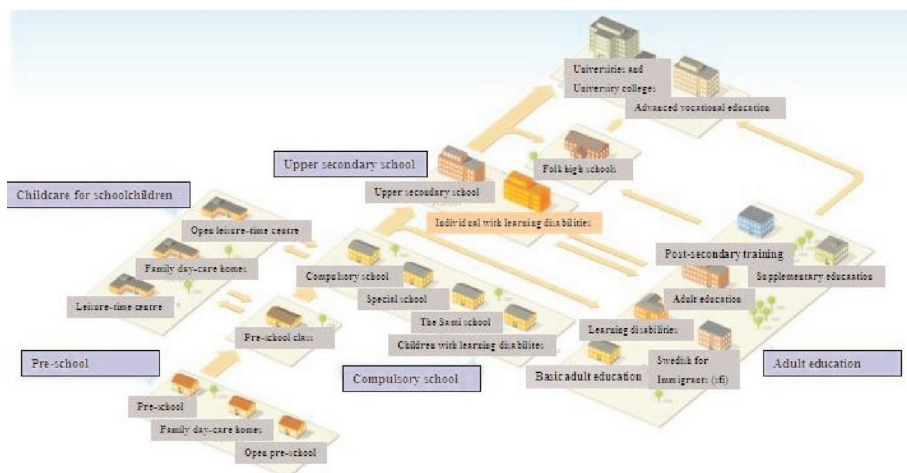 Universities and
University colleges
Advanced vocational education
Upper secondary school
Folk high schools
Upper secondary school
Childcare for schoolchildren
Individual with learning disabilities
Open leisure-time centre
Family day-care homes
Leisure-time centre
Compulsory school
Special school
The Sami school
Children with learning disabilites
Post-secondary training
Supplementary education
Adult education
Learning disabilities
Swedish for
Immigrants (sfi)
Basic adult education
Adult education
Pre-school class
Pre-school
Compulsory school
Pre-school
Family day-care homes
Open pre-school